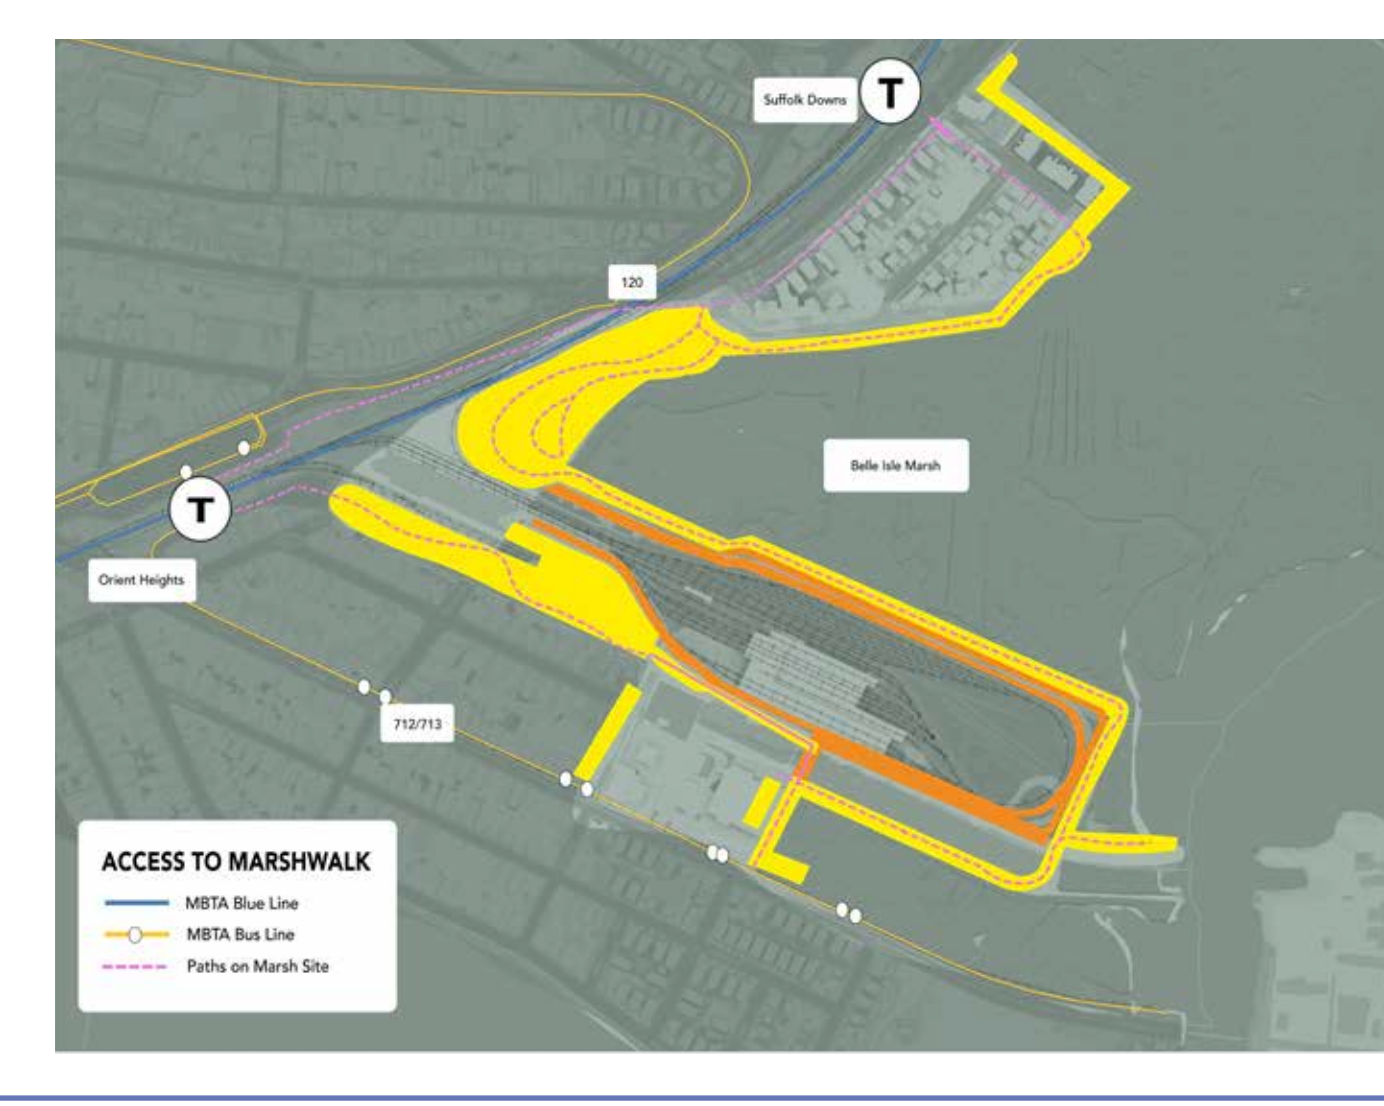 Suffolk Downs
T
120
Belle Isle Marsh
T
Orient Heights
712/713
ACCESS TO MARSHWALK
MBTA Blue Line
MBTA Bus Line
Paths on Marsh Site